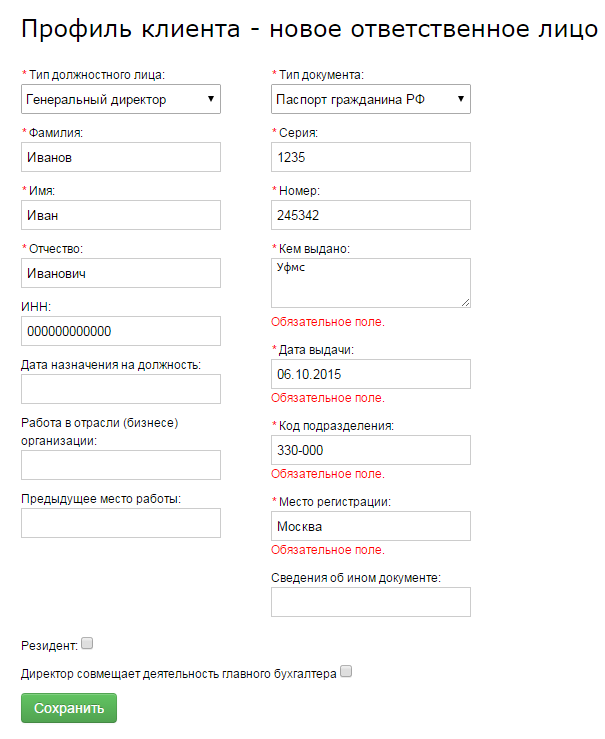 Профиль клиента - новое ответственное лицо
* Тип должностного лица:
Генеральный директор
* Фамилия:
Иванов
* Имя:
Иван
* Отчество:
Иванович
ИНН:
000000000000
Дата назначения на должность:
Работа в отрасли (бизнесе)
организации:
Предыдущее место работы:
* Тип документа:
Паспорт гражданина РФ
* Серия:
1235
* Номер:
245342
* Кем выдано:
Уфмс
Обязательное поле.
* Дата выдачи:
06.10.2015
Обязательное поле.
* Код подразделения:
330-000
Обязательное поле.
* Место регистрации:
Москва
Обязательное поле.
Сведения об ином документе:
Резидент:
Директор совмещает деятельность главного бухгалтера
Сохранить